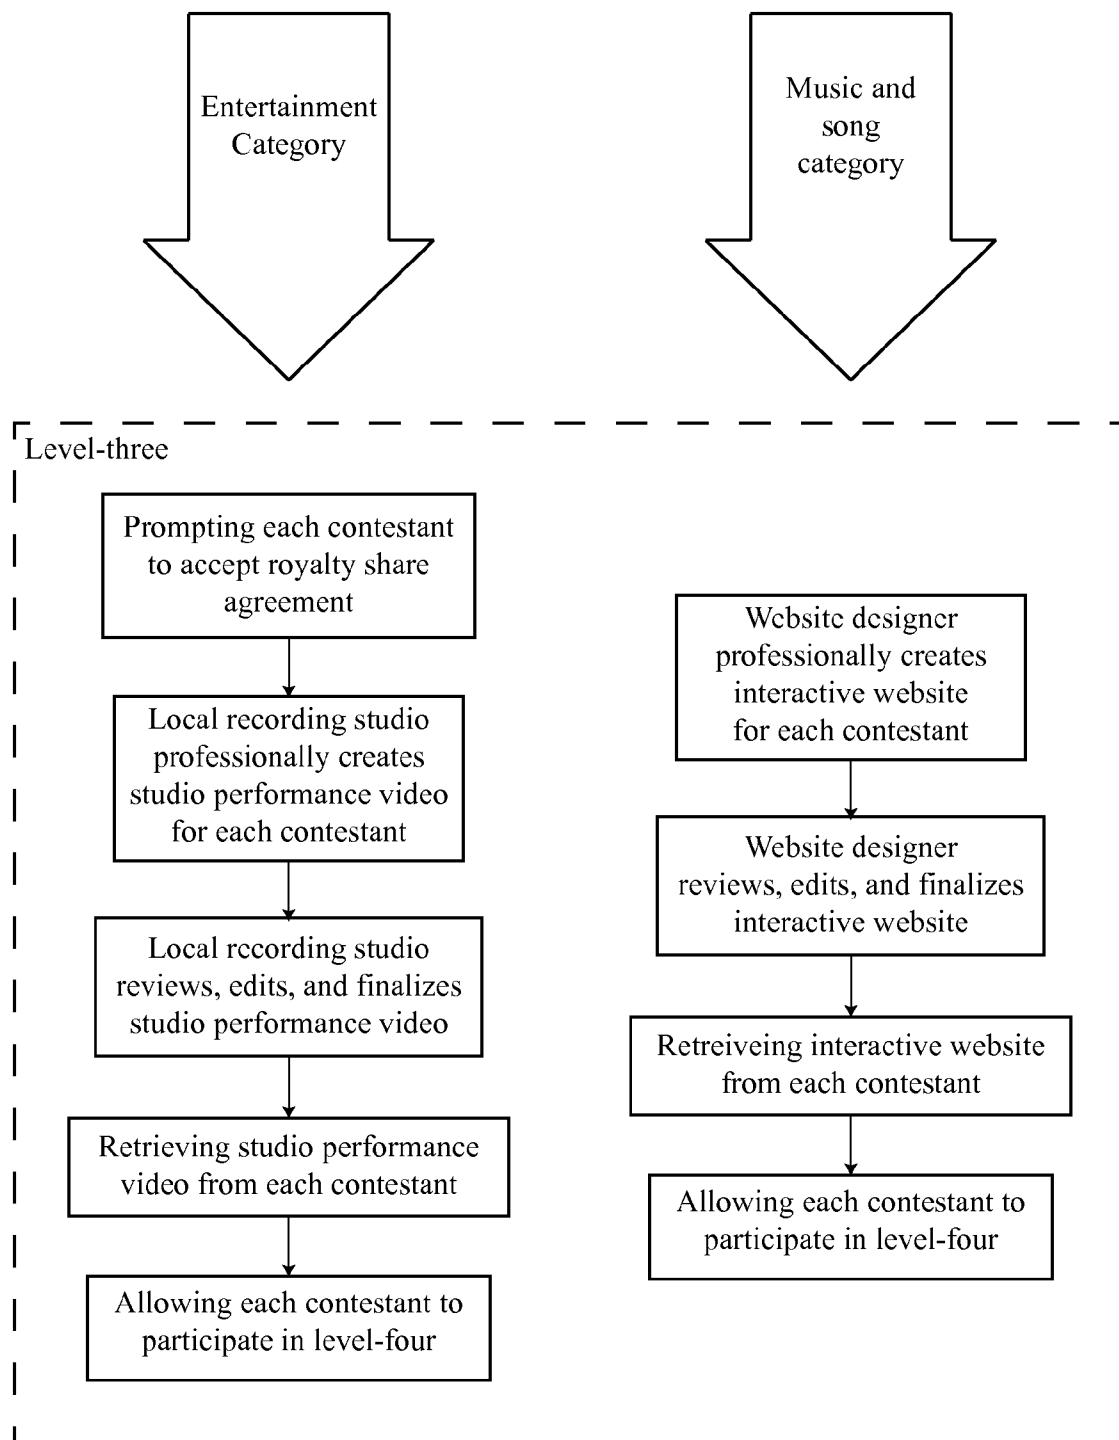 Entertainment
Category
Music and
song
category
Level-three
Prompting each contestant
to accept royalty share
agreement
Local recording studio
professionally creates
studio performance video
for each contestant
Local recording studio
reviews, edits, and finalizes
studio performance video
Retrieving studio performance
video from each contestant
Allowing each contestant to
participate in level-four
Website designer
professionally creates
interactive website
for each contestant
Website designer
reviews, edits, and finalizes
interactive website
Retreiveing interactive website
from each contestant
Allowing each contestant to
participate in level-four